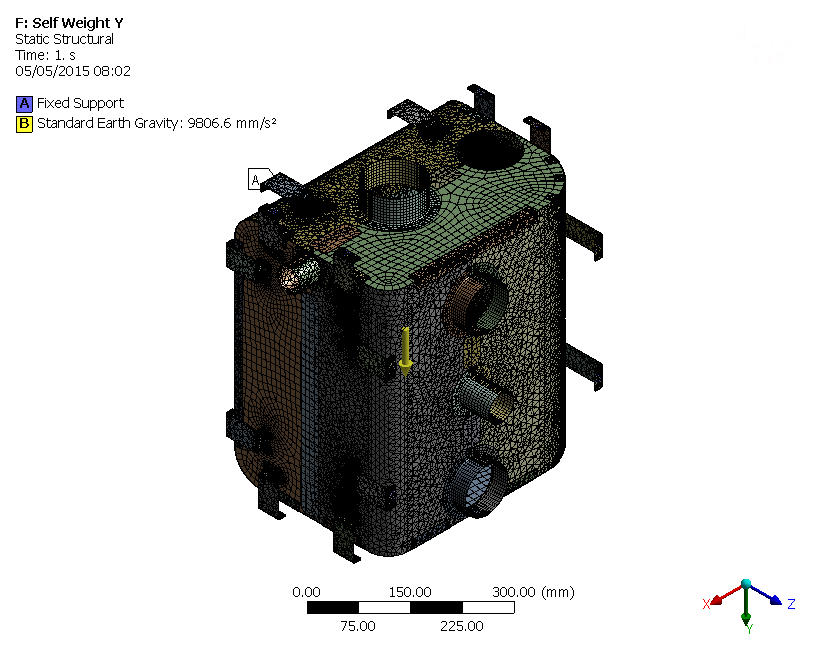 F: Self Weight Y
Static Structural
Time: 1. s
05/05/2015 08:02
A Fixed Support
B Standard Earth Gravity: 9806.6 mm/s²
A
0.00 150.00 300.00 (mm)
75.00 225.00
X Z
Y